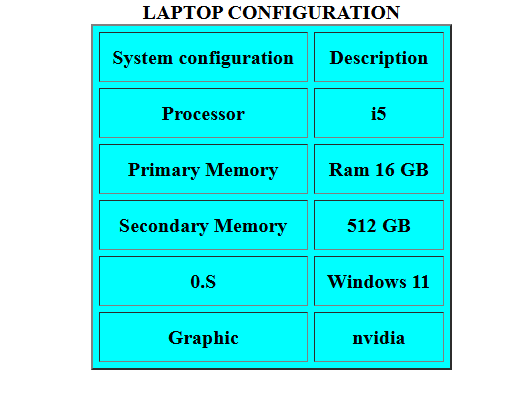 LAPTOP CONFIGURATION
System configuration Description
Processor i5
Primary Memory Ram 16 GB
Secondary Memory 512 GB
0.S Windows 11
Graphic nvidia